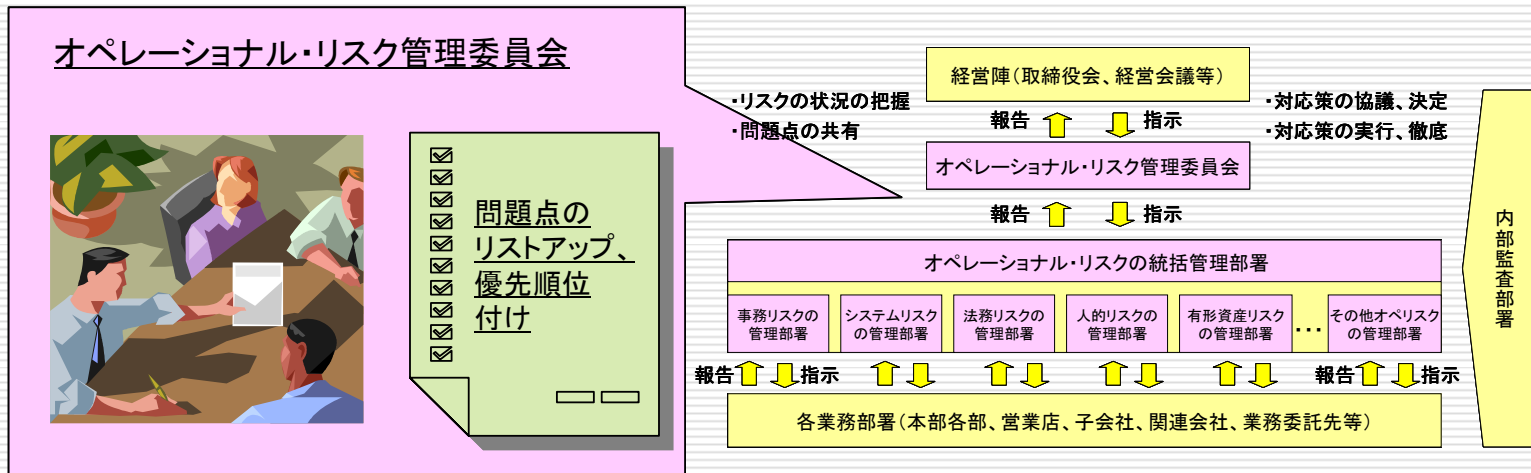 オペレーショナル・リスク管理委員会
問題点の
リストアップ、
優先順位
付け
・リスクの状況の把握
・問題点の共有
経営陣（取締役会、経営会議等）
・対応策の協議、決定
・対応策の実行、徹底
報告
指示
オペレーショナル・リスク管理委員会
報告
指示
オペレーショナル・リスクの統括管理部署
事務リスクの
管理部署
システムリスク
の管理部署
法務リスクの
管理部署
人的リスクの
管理部署
有形資産リスク
の管理部署
・・・
その他オペリスク
の管理部署
報告
指示
報告
指示
各業務部署（本部各部、営業店、子会社、関連会社、業務委託先等）
内部監査部署